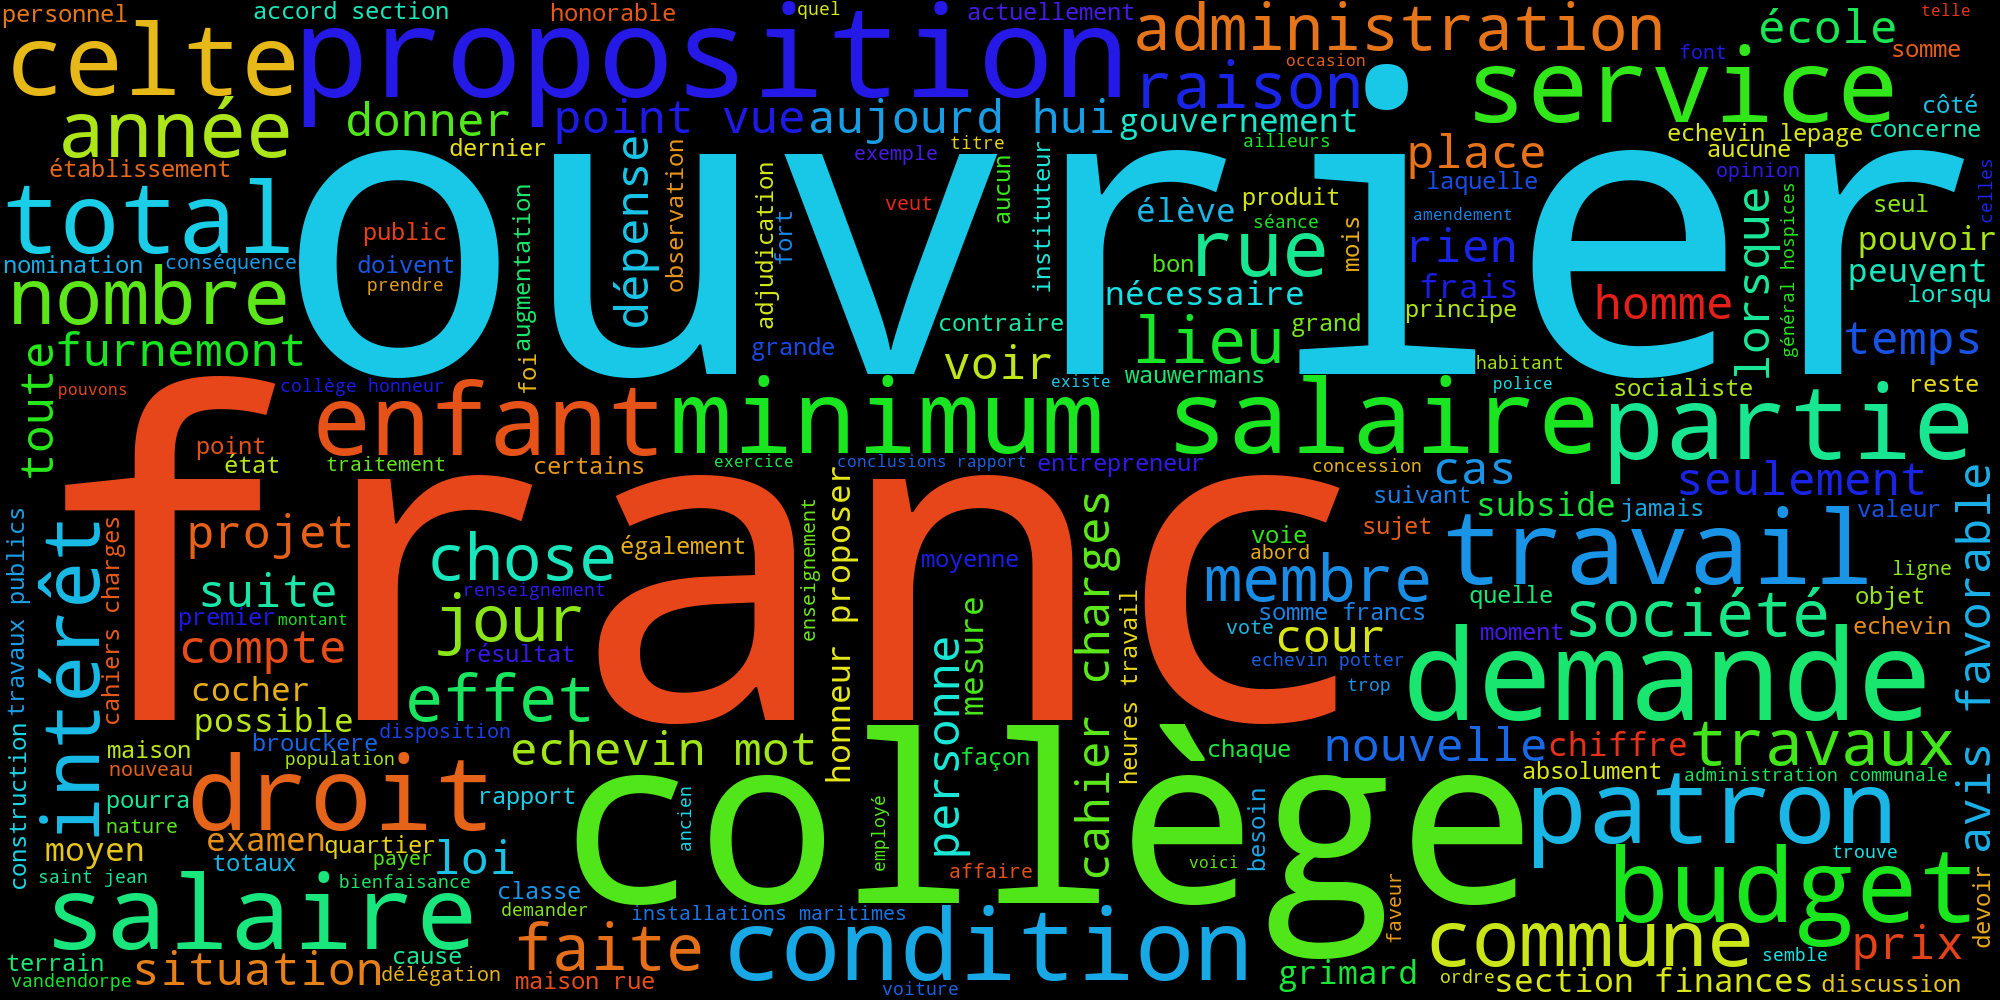 personnel
accord section
honorable
quel
actuellement
administration
école
telle
celte
proposition
raison
occasion
font
somme
service
année
donner
point vue
aujourd hui
gouvernement
côté
echevin lepage
concerne
établissement
dernier
dépense
observation
exemple
titre
ailleurs
place
aucune
opinion
laquelle
total
ouvrier
public
veut
aucun
instituteur
élève
produit
séance
amendement
seul
celles
nomination
conséquence
doivent
prendre
augmentation
adjudication
fort
bon
rue
mois
rien
lorsque
général hospices
pouvoir
peuvent
nombre
nécessaire
frais
homme
lorsqu
principe
furnemont
contraire
lieu
grand
temps
toute
grande
voir
foi
habitant
pouvons
collège honneur
existe
wauwermans
police
socialiste
reste
enfant
minimum salaire
partie
point
état
traitement
certains
exercice
conclusions rapport
entrepreneur
concession
cas
seulement
franc
suivant
subside
jamais
valeur
avis favorable
travaux publics
intérêt
cahiers charges
projet
chose
également
enseignement
honneur proposer
moyenne
cahier charges
voie
sujet
abord
travail
suite
renseignement
membre
ligne
premier
montant
jour
mesure
heures travail
somme francs
quelle
société
objet
compte
résultat
personne
vote
cour
moment
echevin
cocher
effet
echevin potter
demande
possible
trop
construction
maison
brouckere
disposition
echevin mot
façon
chaque
nouvelle
chiffre
travaux
nouveau
population
droit
collège
absolument
administration communale
pourra
rapport
ancien
employé
besoin
patron
nature
examen
quartier
moyen
totaux
payer
loi
voici
trouve
saint jean
bienfaisance
classe
affaire
budget
salaire
demander
installations maritimes
faveur
devoir
faite
condition
commune
prix
terrain
situation
cause
délégation
semble
vandendorpe
maison rue
voiture
grimard
ordre
section finances
discussion